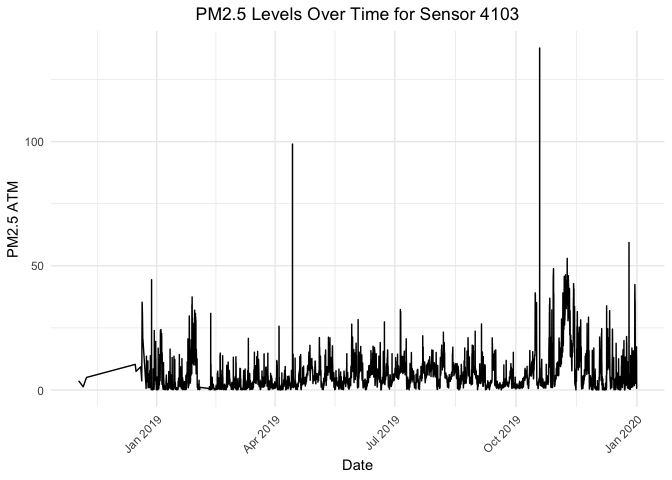 PM2.5 Levels Over Time for Sensor 4103
PM2.5 ATM
100
50
0
Jan 2019
Apr 2019
Jul 2019
Oct 2019
Jan 2020
Date